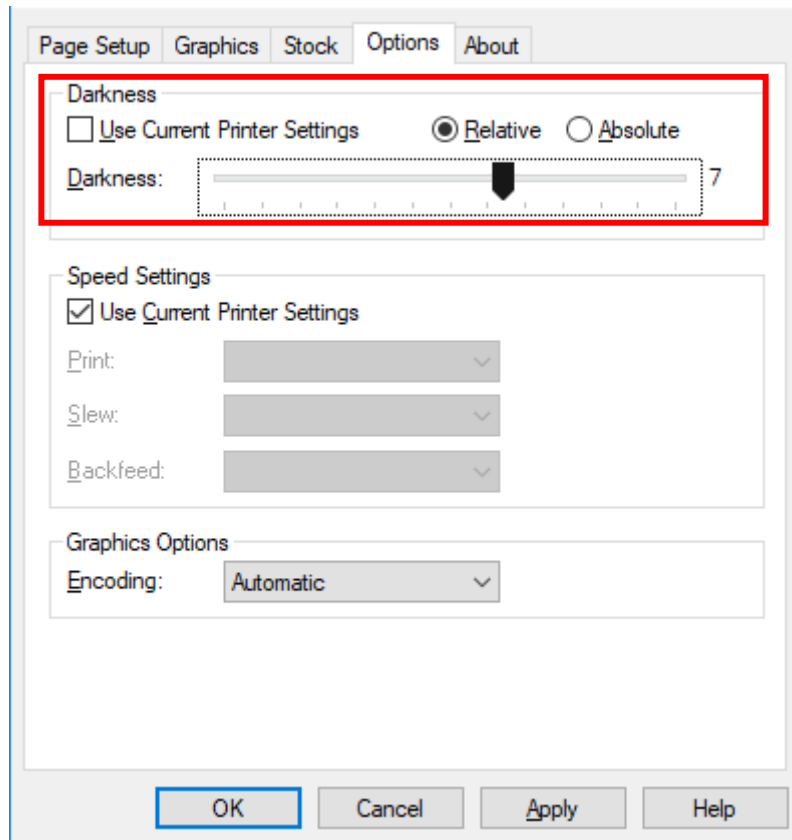 Page Setup Graphics Stock Options About
Darkness
Use Current Printer Settings Relative Absolute
Darkness: 7
Speed Settings
Use Current Printer Settings
Print:
Slew:
Backfeed:
Graphics Options
Encoding: Automatic
OK Cancel Apply Help